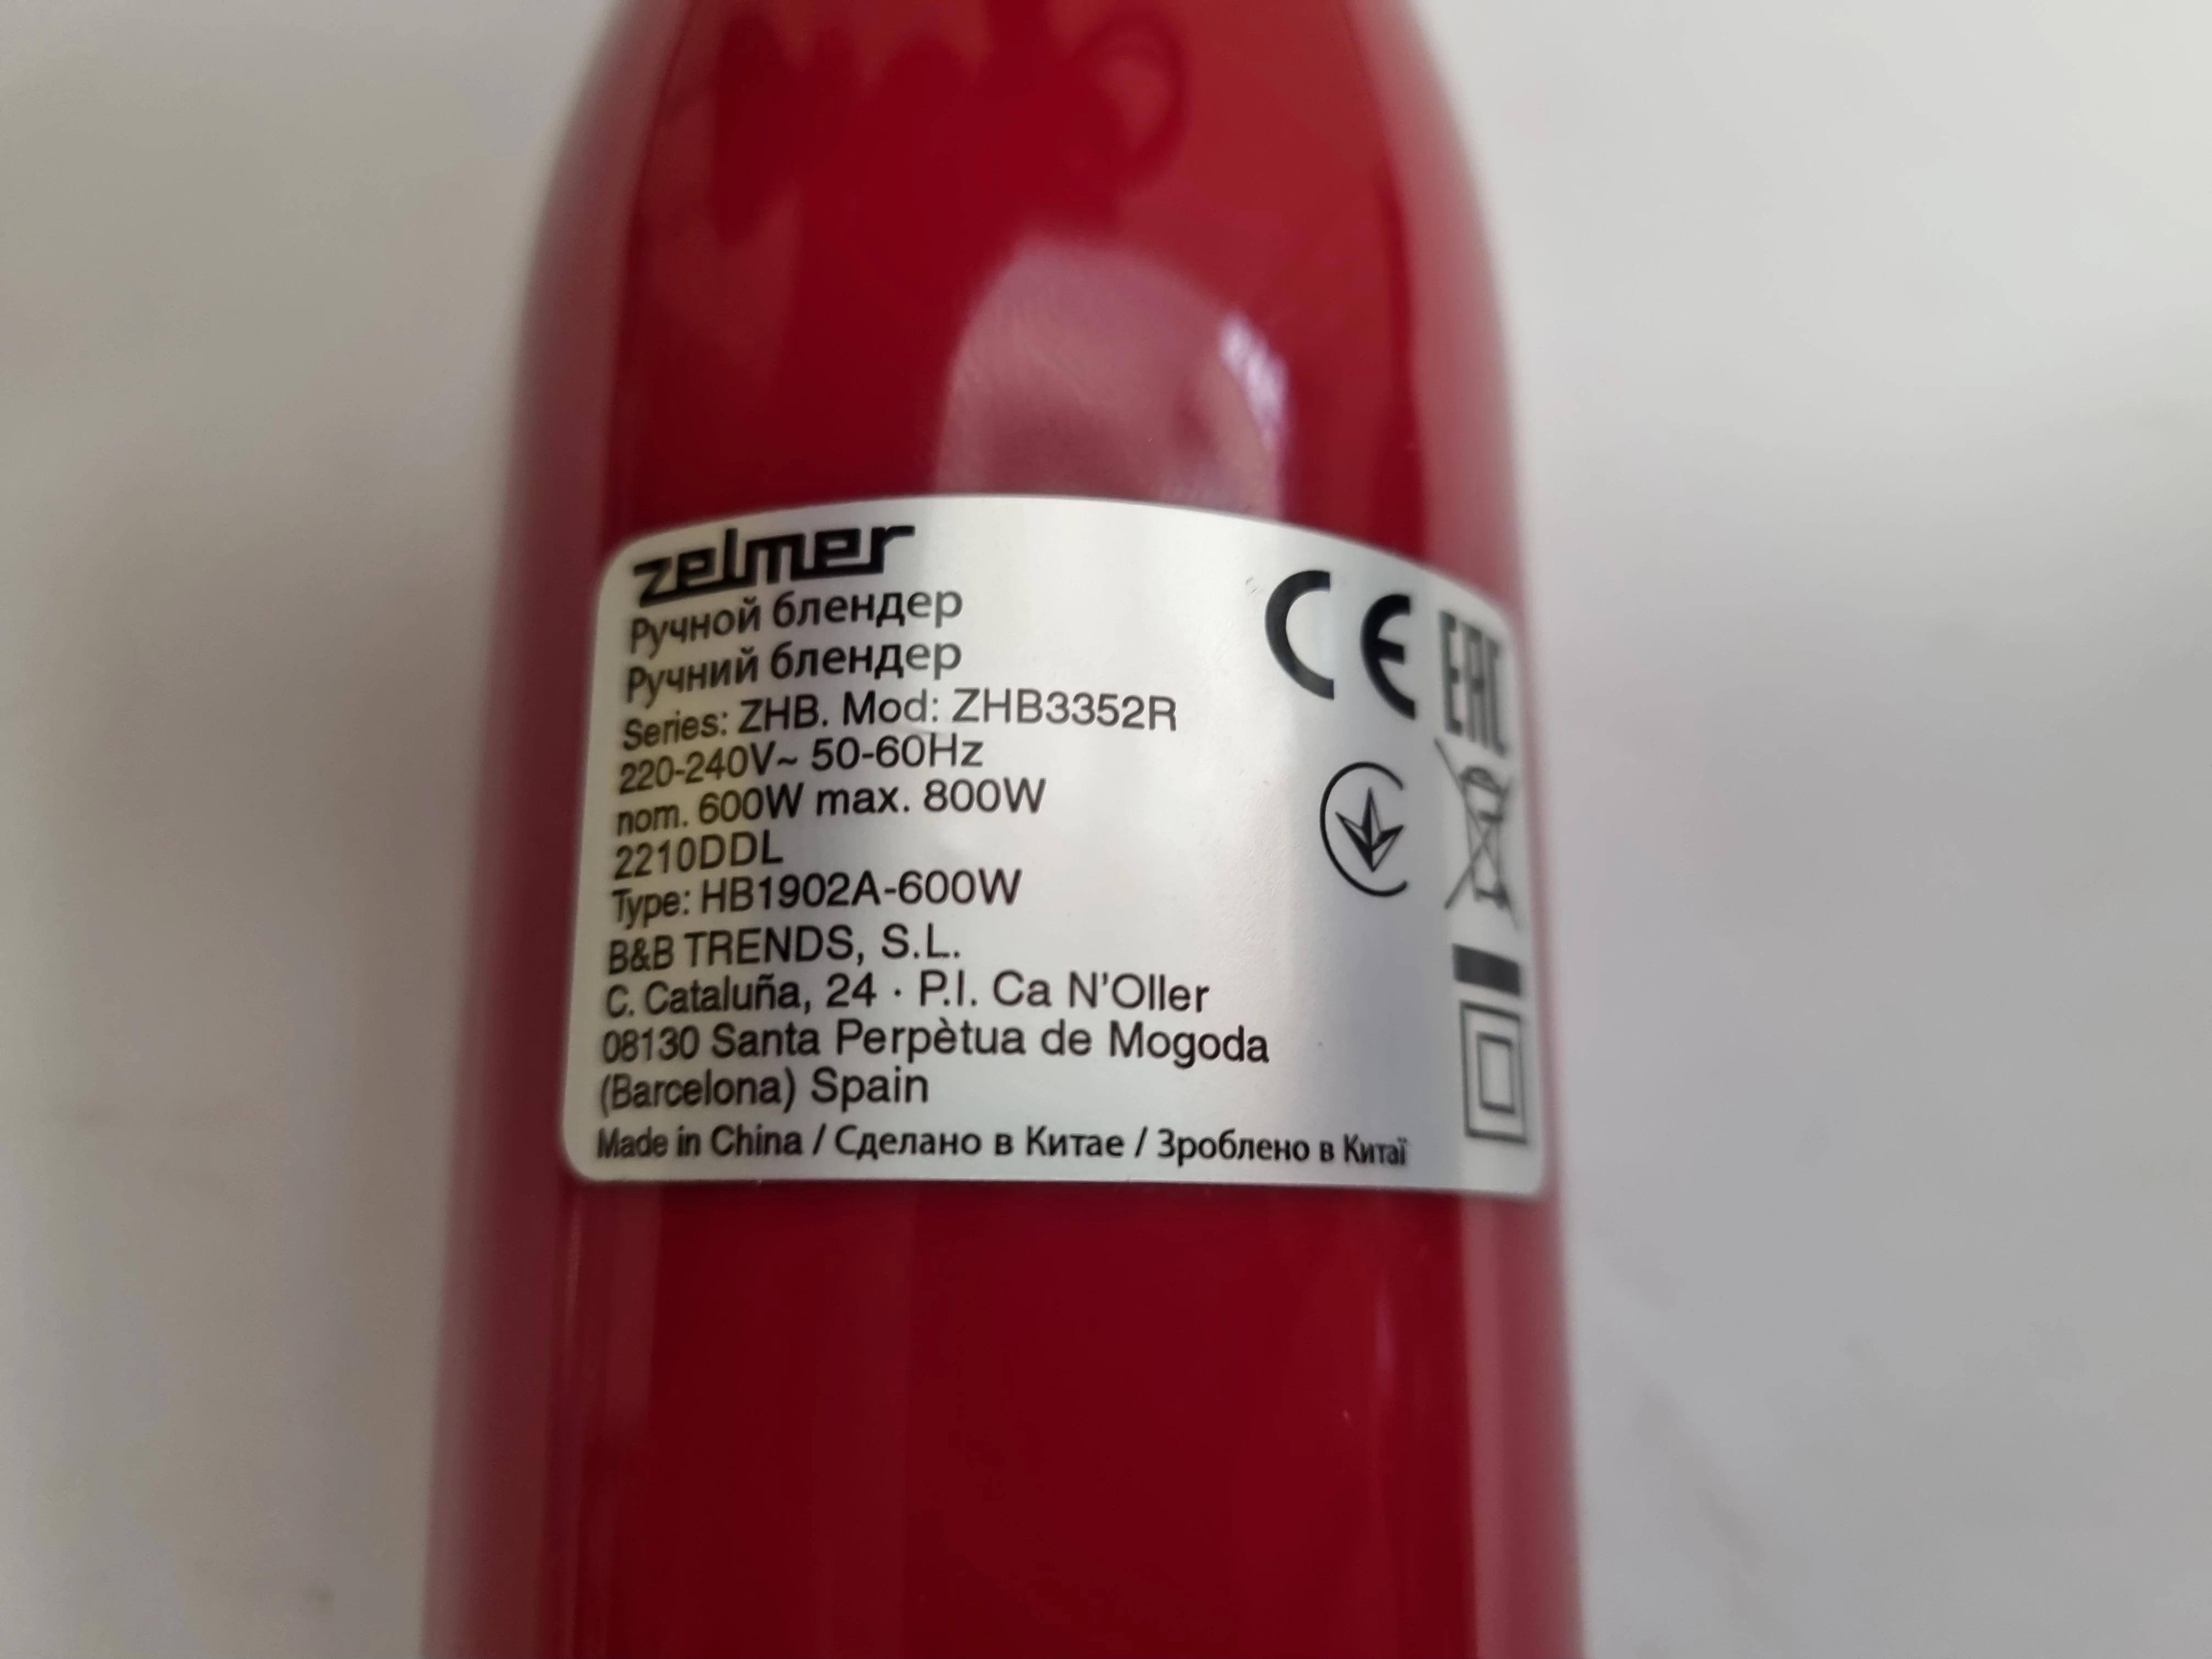 zelmer
Ручной блендер
Ручний блендер
Series: ZHB. Mod: ZHB3352R
220-240V~ 50-60Hz
nom. 600W max. 800W
2210DDL
Type: HB1902A-600W
B&B TRENDS, S.L.
C. Cataluña, 24 · P.I. Ca N'Oller
08130 Santa Perpètua de Mogoda
(Barcelona) Spain
Made in China / Сделано в Китае / Зроблено в Китаї
CE EAC